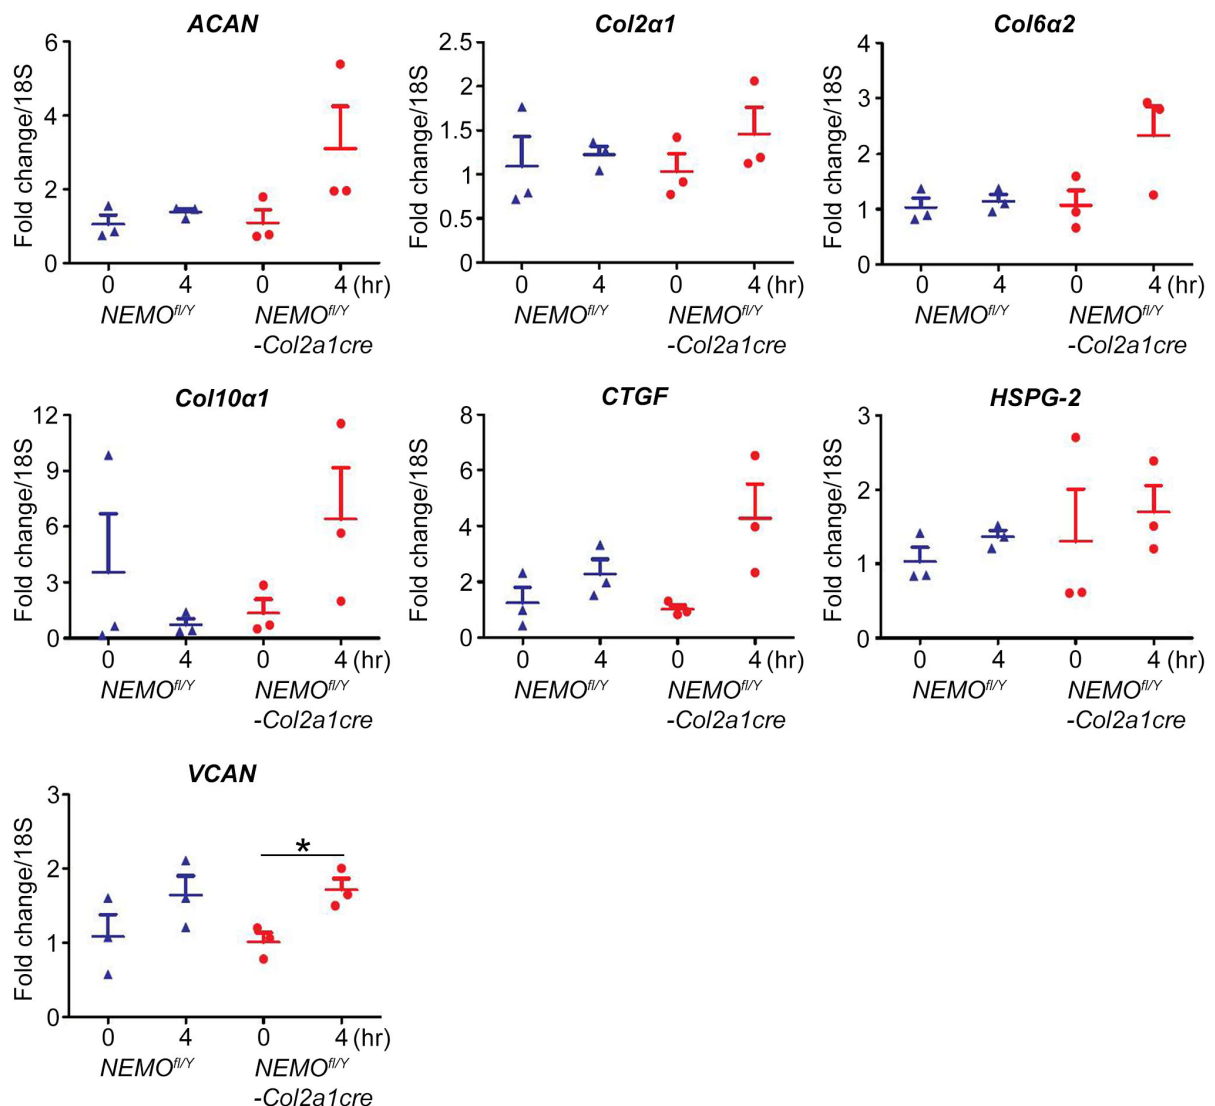 ACAN
Col2α1
Col6α2
Fold change/18S
6
4
2
0
0 4 0 4 (hr)
NEMOfl/Y NEMOfl/Y
-Col2a1cre
Fold change/18S
2.5
2
1.5
1
0.5
0
0 4 0 4 (hr)
NEMOfl/Y NEMOfl/Y
-Col2a1cre
Fold change/18S
4
3
2
1
0
0 4 0 4 (hr)
NEMOfl/Y NEMOfl/Y
-Col2a1cre
Col10α1
CTGF
HSPG-2
Fold change/18S
12
9
6
3
0
0 4 0 4 (hr)
NEMOfl/Y NEMOfl/Y
-Col2a1cre
Fold change/18S
8
6
4
2
0
0 4 0 4 (hr)
NEMOfl/Y NEMOfl/Y
-Col2a1cre
Fold change/18S
3
2
1
0
0 4 0 4 (hr)
NEMOfl/Y NEMOfl/Y
-Col2a1cre
VCAN
Fold change/18S
3
2
1
0
*
0 4 0 4 (hr)
NEMOfl/Y NEMOfl/Y
-Col2a1cre